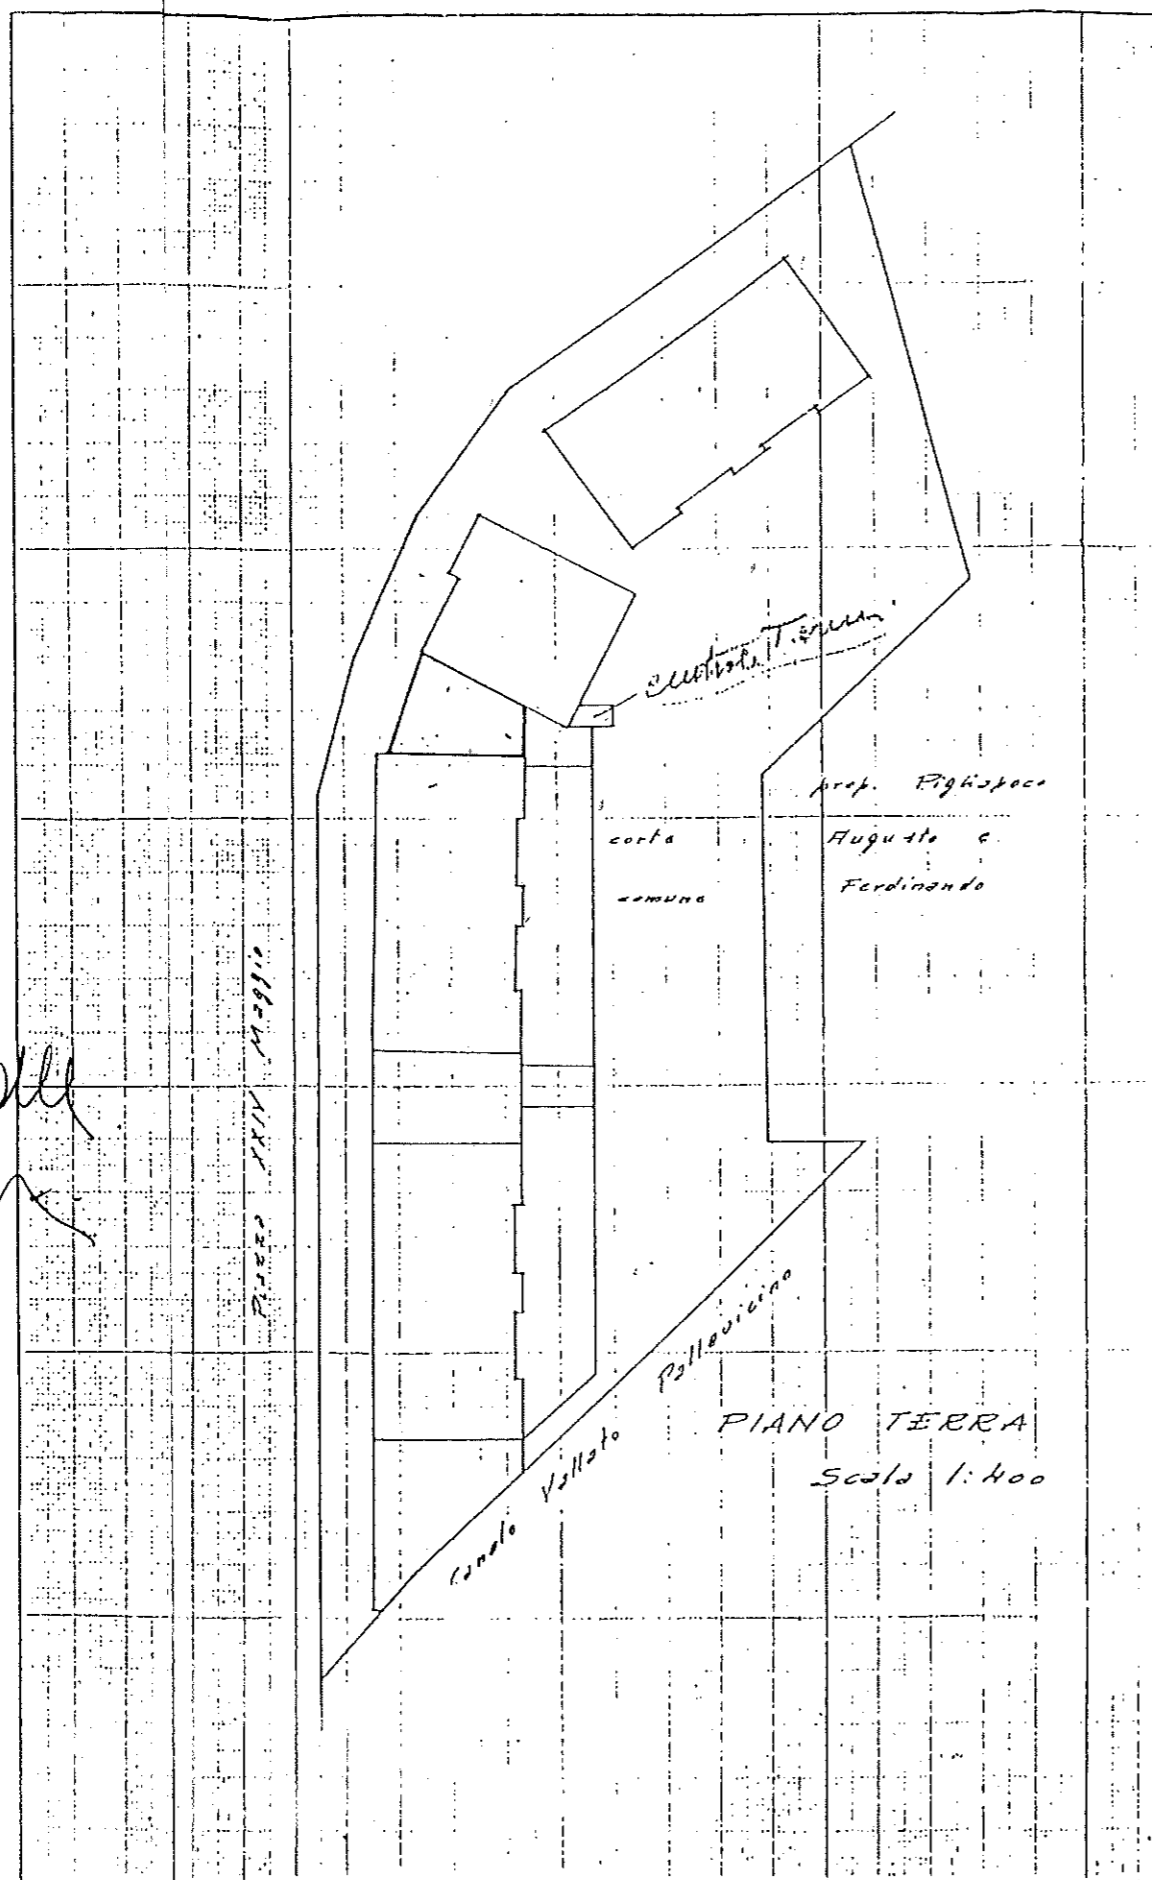 prop. Pigliapoco
Augusto e
Ferdinando
corte
comune
Piazza XXIV Maggio
Canale Vallato Pallavicino
PIANO TERRA
Scala 1:400